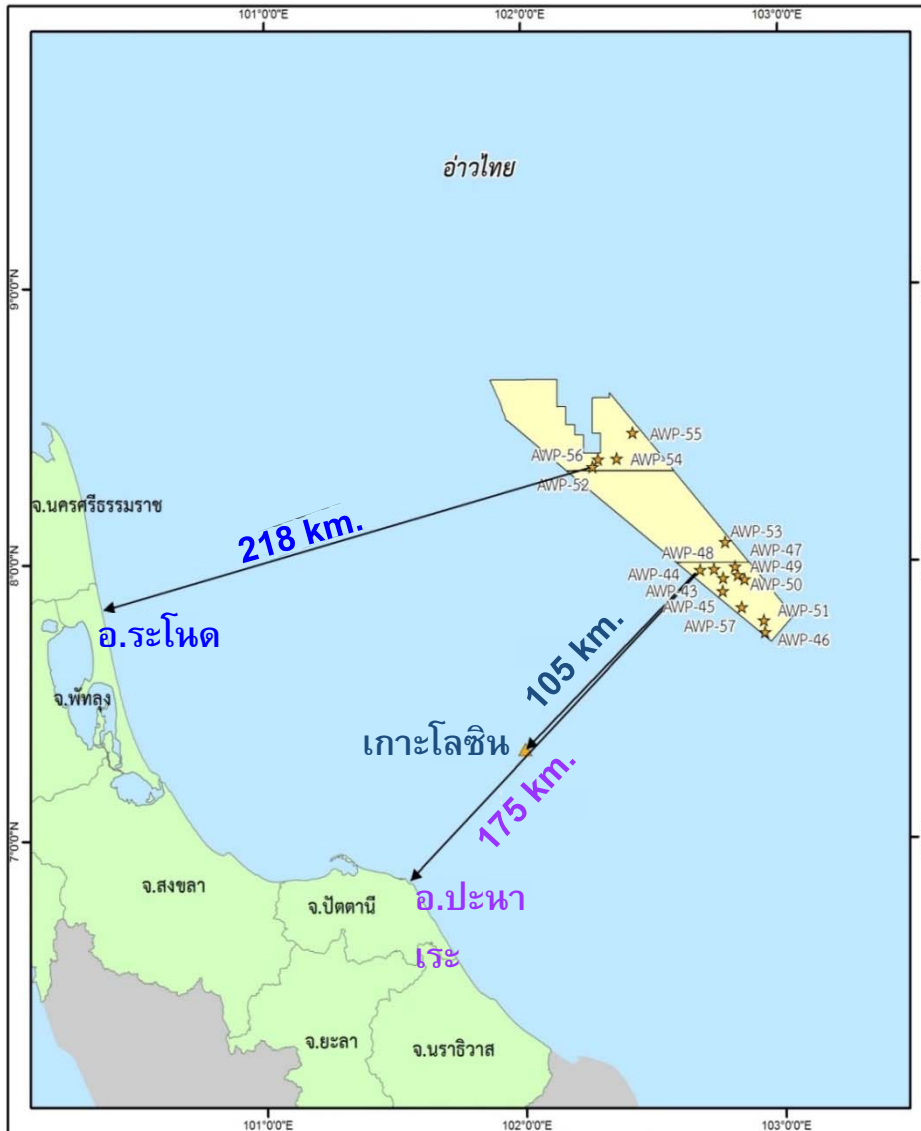 101°0'0"E
102°0'0"E
103°0'0"E
อ่าวไทย
9°0'0"N
AWP-55
AWP-56
AWP-54
AWP-52
จ.นครศรีธรรมราช
218 km.
AWP-53
8°0'0"N
AWP-48
AWP-47
AWP-44
AWP-49
AWP-43
AWP-50
AWP-45
AWP-51
AWP-57
AWP-46
อ.ระโนด
105 km.
จ.พัทลุง
เกาะโลซิน
175 km.
7°0'0"N
จ.สงขลา
จ.ปัตตานี
อ.ปะนา
เระ
จ.ยะลา
จ.นราธิวาส
101°0'0"E
102°0'0"E
103°0'0"E